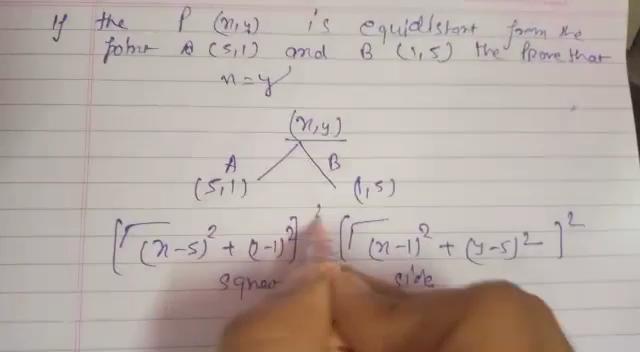 If the P (x,y) is equidistant from the
point A (5,1) and B (1,5) the Prove that
x=y
(x,y)
A B
(5,1) (1,5)
[√(x-5)²+(y-1)²]² [√(x-1)²+(y-5)²]²
sqner side